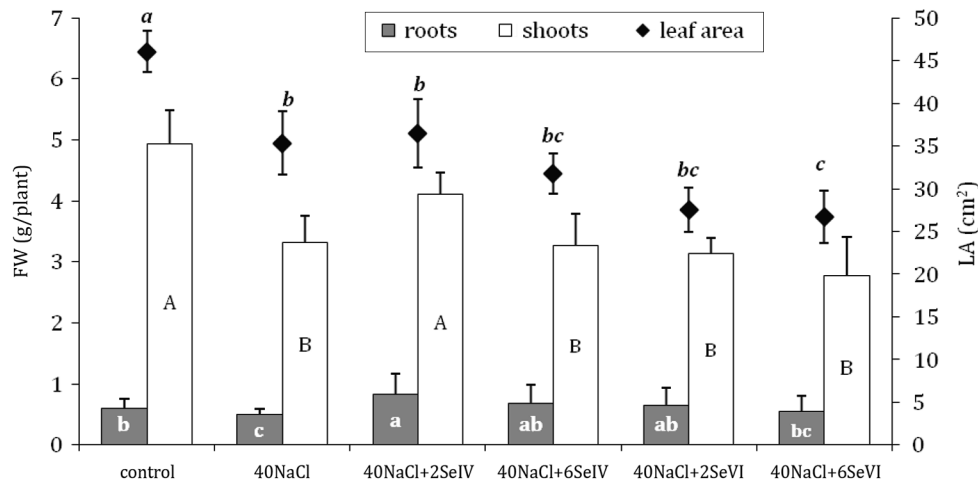 roots shoots leaf area
FW (g/plant)
7
6
5
4
3
2
1
0
LA (cm²)
50
45
40
35
30
25
20
15
10
5
0
a
b
b
bc
bc
c
A
B
A
B
B
B
b
c
a
ab
ab
bc
control 40NaCl 40NaCl+2SeIV 40NaCl+6SeIV 40NaCl+2SeVI 40NaCl+6SeVI